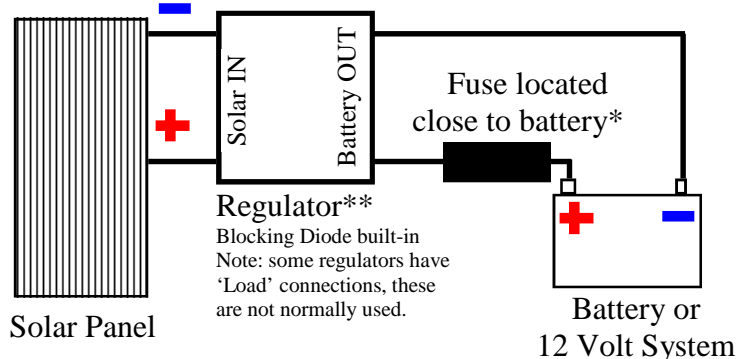 Solar IN
Battery OUT
Fuse located
close to battery*
Regulator**
Blocking Diode built-in
Note: some regulators have
‘Load’ connections, these
are not normally used.
Solar Panel
Battery or
12 Volt System